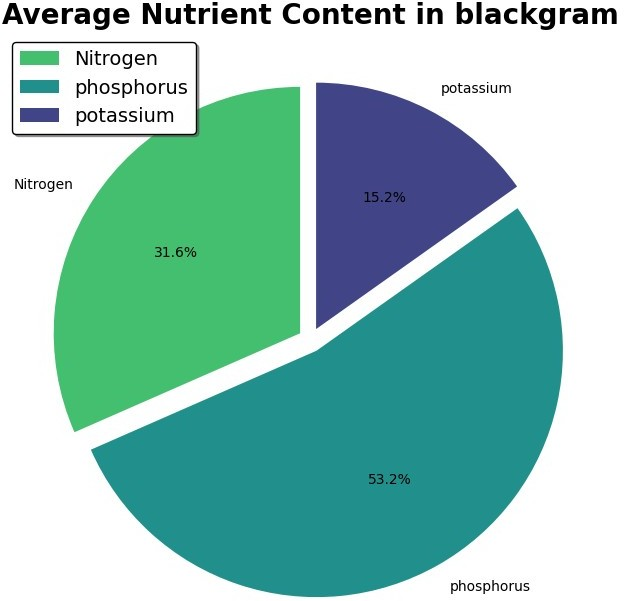 Average Nutrient Content in blackgram
Nitrogen
phosphorus
potassium
potassium
Nitrogen
15.2%
31.6%
53.2%
phosphorus